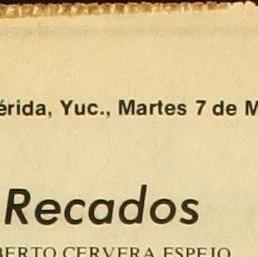 érida, Yuc., Martes 7 de M
Recados
BERTO CERVERA ESPEJO